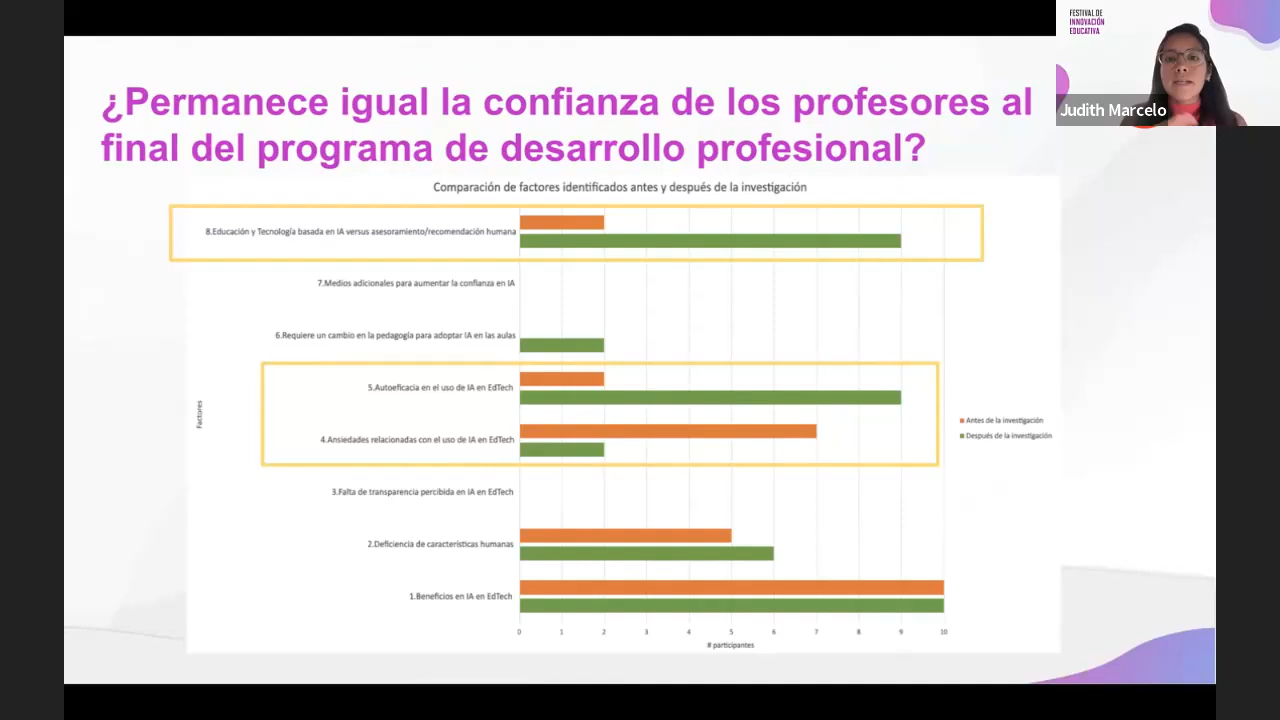 FESTIVAL DE
INNOVACIÓN
EDUCATIVA
Judith Marcelo
¿Permanece igual la confianza de los profesores al
final del programa de desarrollo profesional?
Comparación de factores identificados antes y después de la investigación
8.Educación y Tecnología basada en IA versus asesoramiento/recomendación humana
7.Medios adicionales para aumentar la confianza en IA
6.Requiere un cambio en la pedagogía para adoptar IA en las aulas
5.Autoeficacia en el uso de IA en EdTech
4.Ansiedades relacionadas con el uso de IA en EdTech
3.Falta de transparencia percibida en IA en EdTech
2.Deficiencia de características humanas
1.Beneficios en IA en EdTech
Factores
Antes de la investigación
Después de la investigación
0 1 2 3 4 5 6 7 8 9 10
# participantes